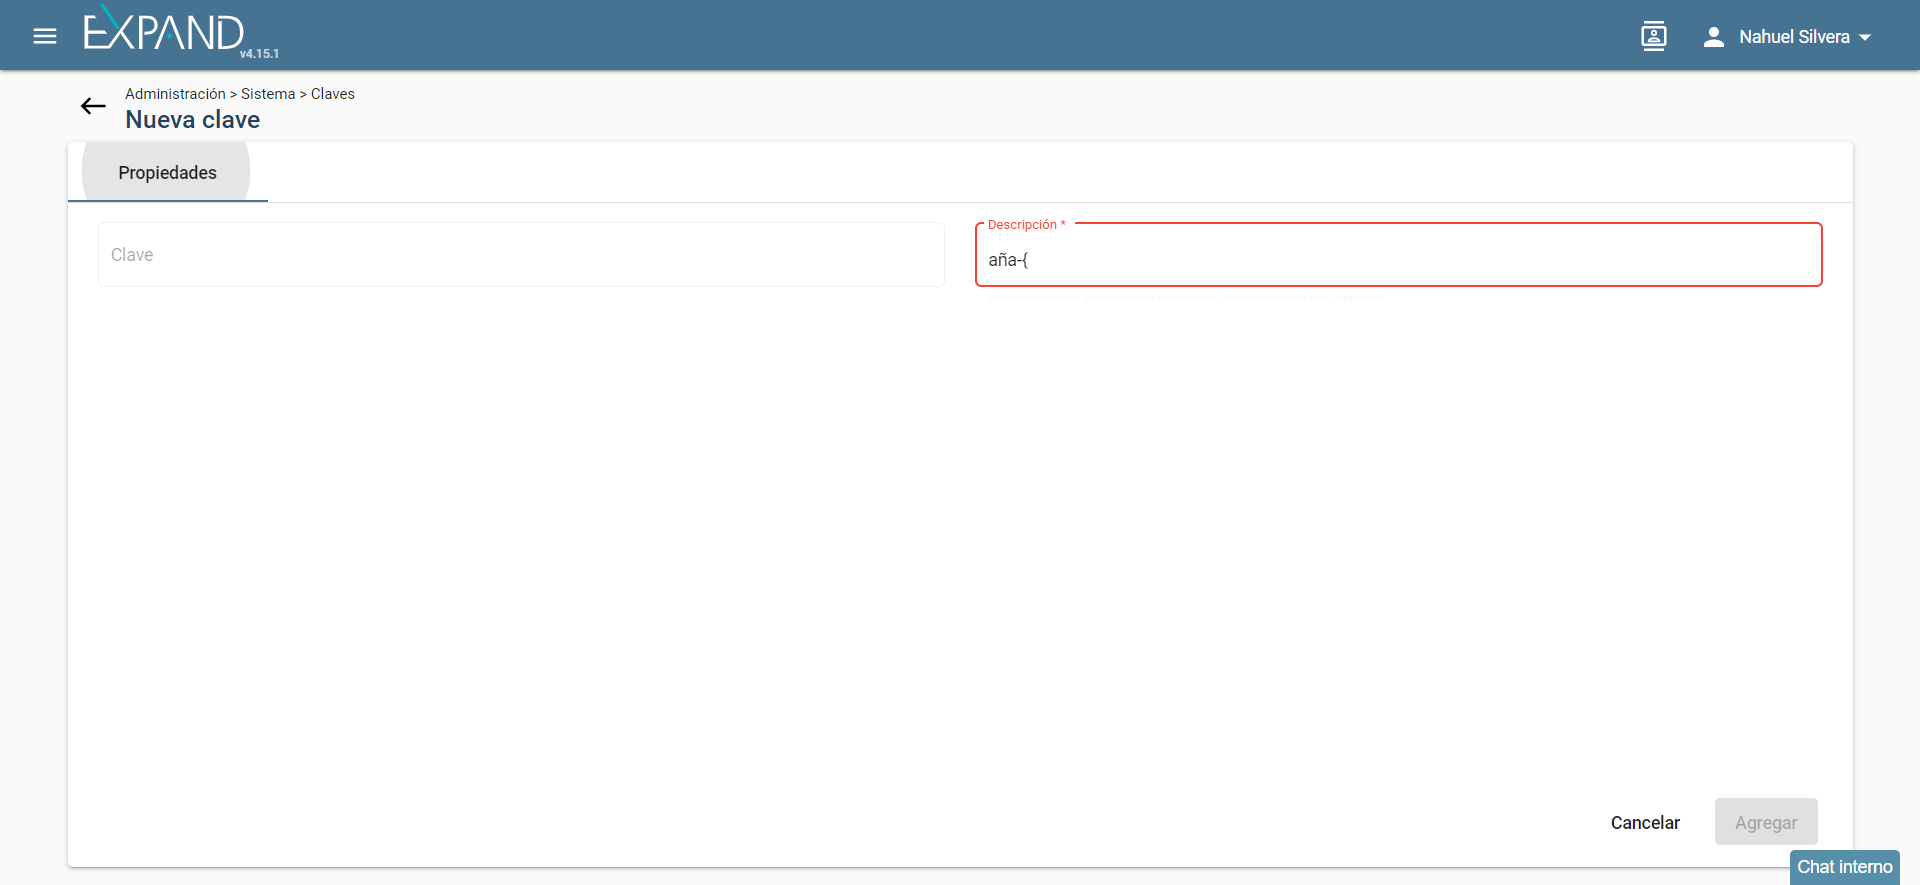 EXPAND
v4.15.1
Nahuel Silvera
Administración > Sistema > Claves
Nueva clave
Propiedades
Clave
Descripción *
aña-{
Cancelar
Agregar
Chat interno